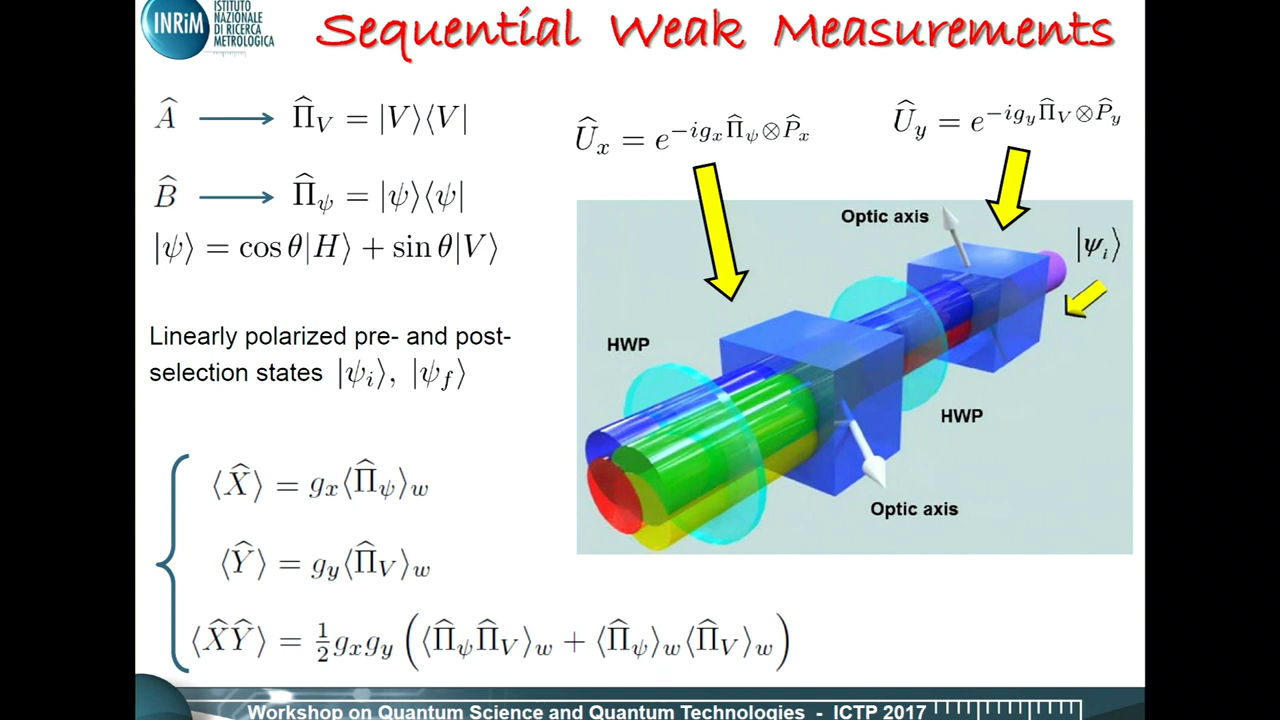 INRiM
ISTITUTO
NAZIONALE
DI RICERCA
METROLOGICA
Sequential Weak Measurements
Â ⟶ Π̂_V = |V⟩⟨V|
B̂ ⟶ Π̂_ψ = |ψ⟩⟨ψ|
|ψ⟩ = cos θ|H⟩ + sin θ|V⟩
Linearly polarized pre- and post-
selection states |ψ_i⟩, |ψ_f⟩
⟨X̂⟩ = g_x⟨Π̂_ψ⟩_w
⟨Ŷ⟩ = g_y⟨Π̂_V⟩_w
⟨X̂Ŷ⟩ = ½ g_x g_y (⟨Π̂_ψ Π̂_V⟩_w + ⟨Π̂_ψ⟩_w⟨Π̂_V⟩_w)
Û_x = e^{−ig_x Π̂_ψ⊗P̂_x}
Û_y = e^{−ig_y Π̂_V⊗P̂_y}
Optic axis
|ψ_i⟩
HWP
HWP
Optic axis
Workshop on Quantum Science and Quantum Technologies - ICTP 2017